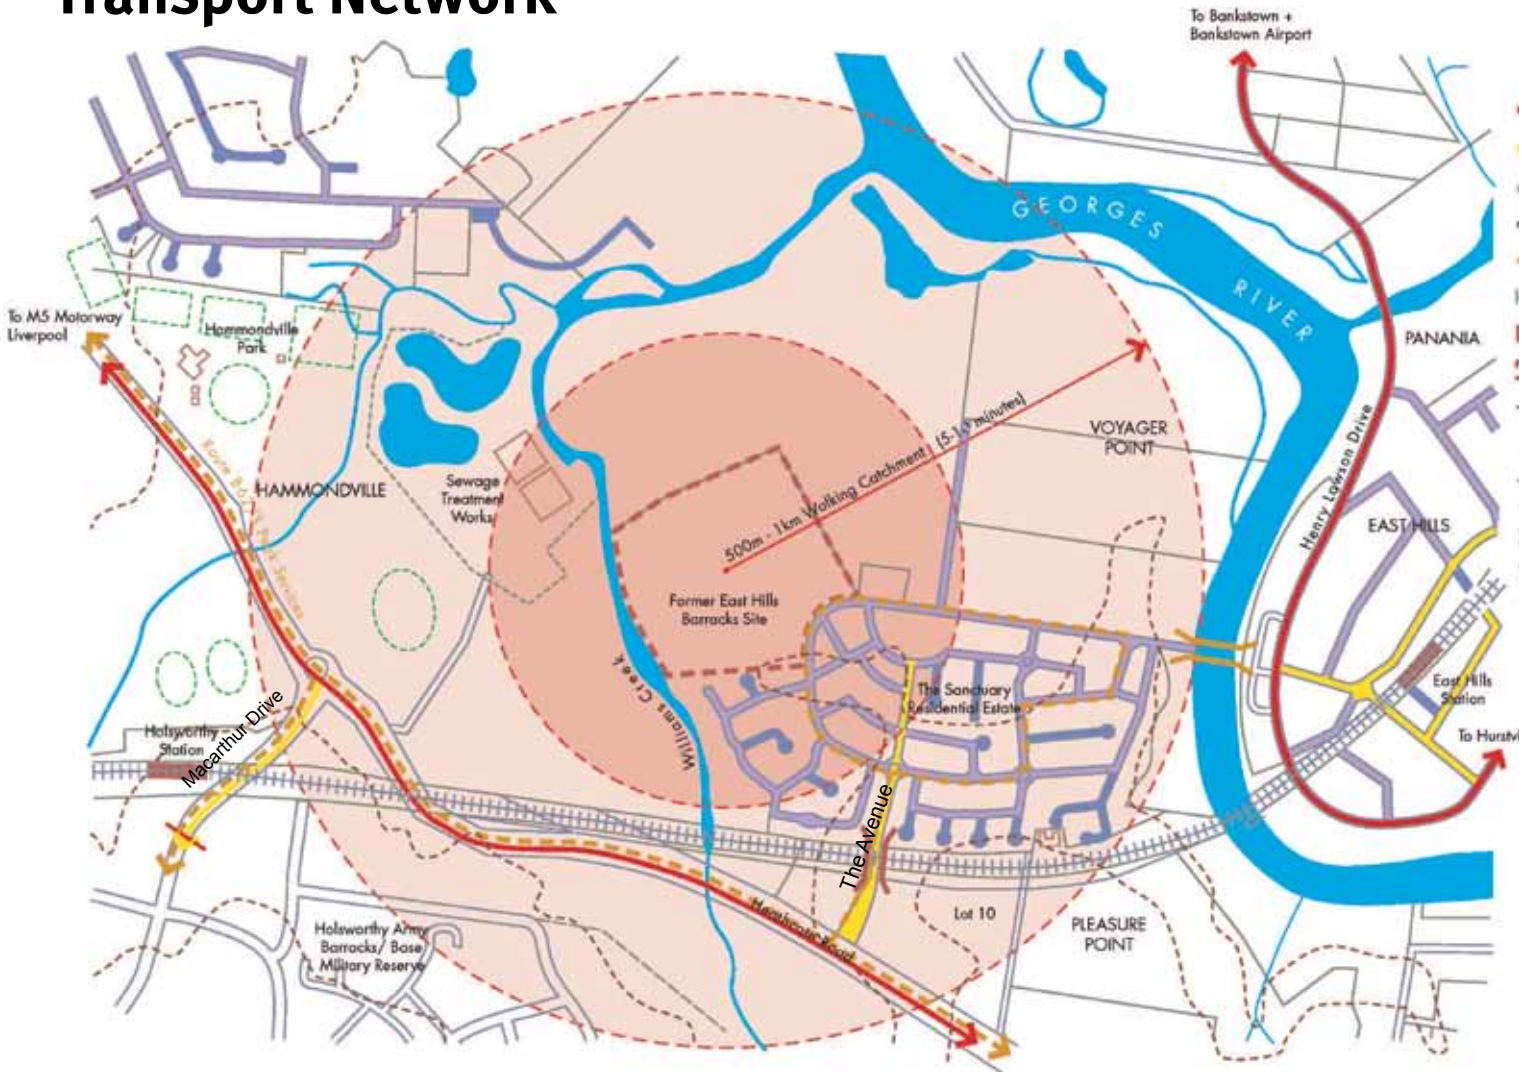 Transport Network
To Bankstown +
Bankstown Airport
GEORGES
RIVER
To M5 Motorway
Liverpool
Hammondville
Park
PANANIA
Henry Lawson Drive
VOYAGER
POINT
500m - 1km Walking Catchment
minutes)
HAMMONDVILLE
Sewage
Treatment
Works
EAST HILLS
Former East Hills
Barracks Site
Williams Creek
The Sanctuary
Residential Estate
East Hills
Station
To Hurstvi
Holsworthy
Station
Macarthur Drive
The Avenue
Heathcote Road
Lot 10
PLEASURE
POINT
Holsworthy Army
Barracks/ Base
Military Reserve